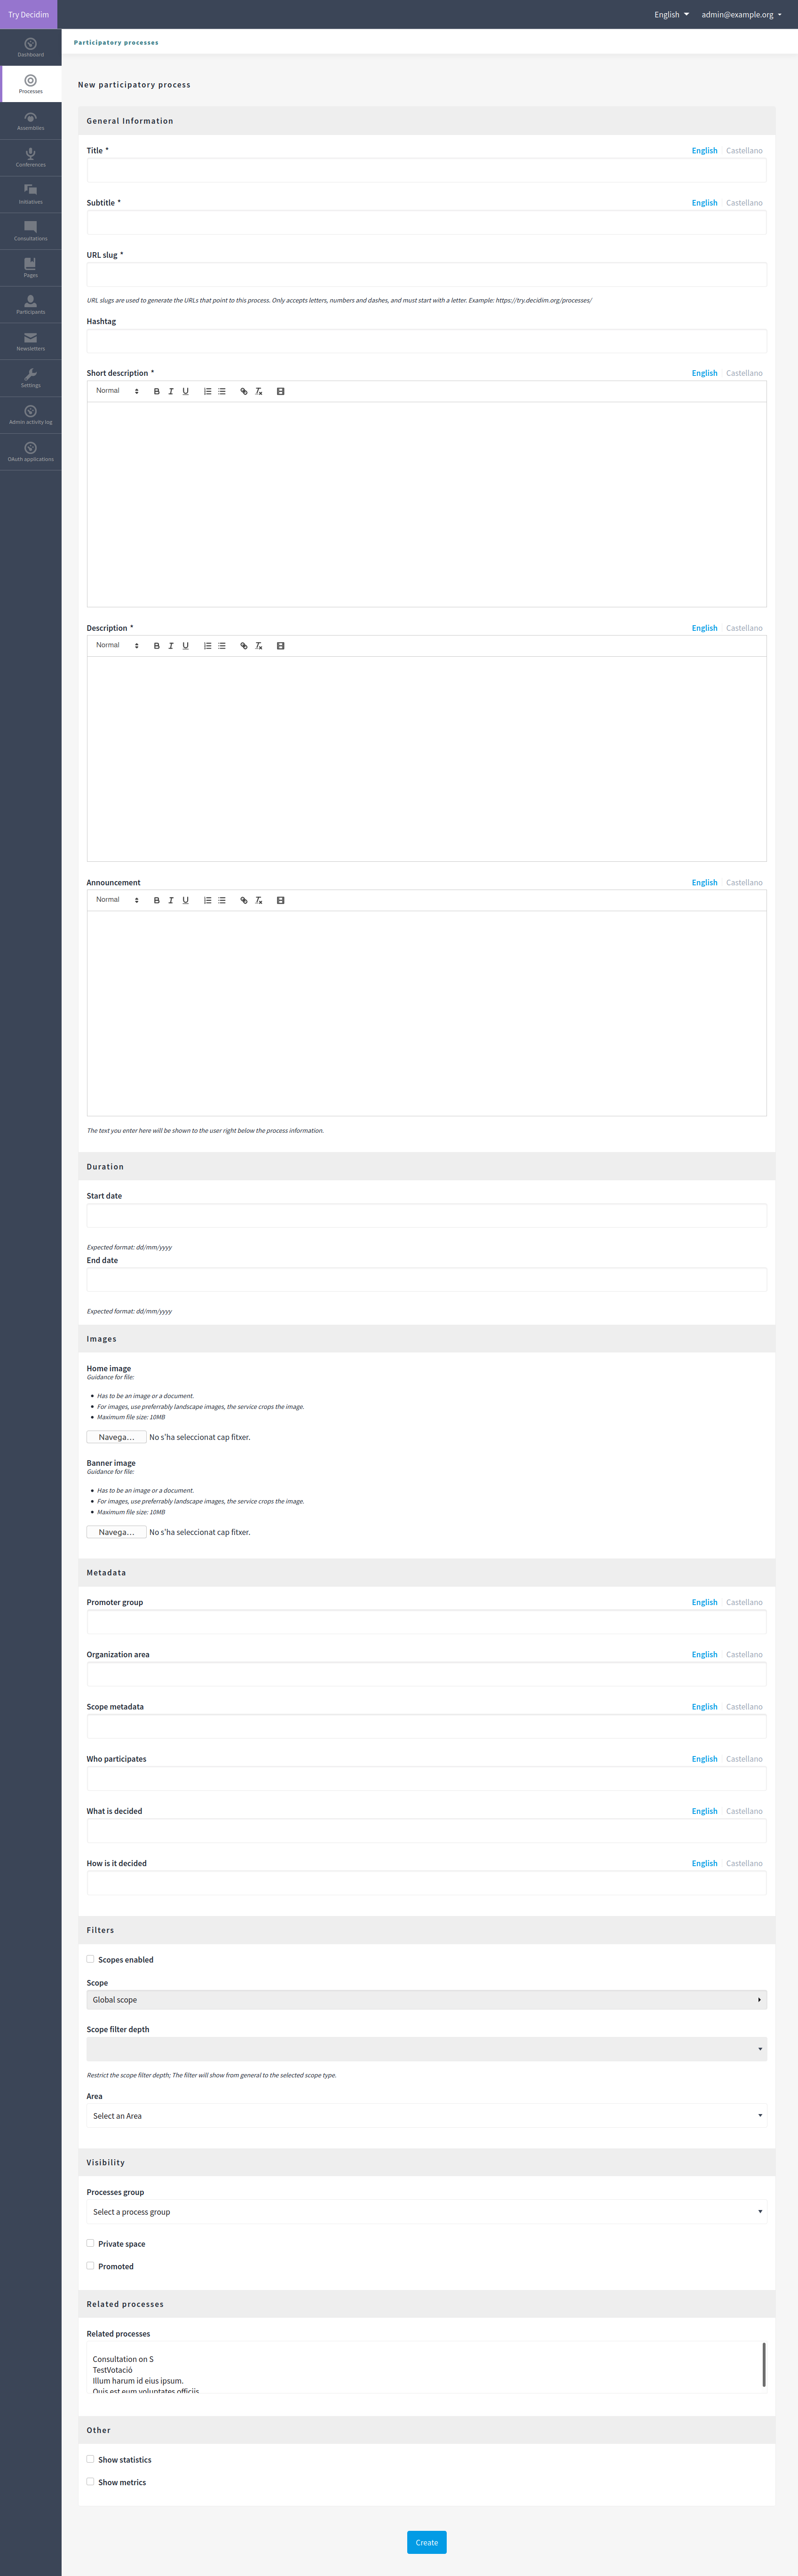 Try Decidim
English
admin@example.org
Dashboard
Processes
Assemblies
Conferences
Initiatives
Consultations
Pages
Participants
Newsletters
Settings
Admin activity log
OAuth applications
Participatory processes
New participatory process
General Information
Title *
English Castellano
Subtitle *
English Castellano
URL slug *
URL slugs are used to generate the URLs that point to this process. Only accepts letters, numbers and dashes, and must start with a letter. Example: https://try.decidim.org/processes/
Hashtag
Short description *
English Castellano
Normal
Description *
English Castellano
Normal
Announcement
English Castellano
Normal
The text you enter here will be shown to the user right below the process information.
Duration
Start date
Expected format: dd/mm/yyyy
End date
Expected format: dd/mm/yyyy
Images
Home image
Guidance for file:
Has to be an image or a document.
For images, use preferrably landscape images, the service crops the image.
Maximum file size: 10MB
Navega... No s'ha seleccionat cap fitxer.
Banner image
Guidance for file:
Has to be an image or a document.
For images, use preferrably landscape images, the service crops the image.
Maximum file size: 10MB
Navega... No s'ha seleccionat cap fitxer.
Metadata
Promoter group
English Castellano
Organization area
English Castellano
Scope metadata
English Castellano
Who participates
English Castellano
What is decided
English Castellano
How is it decided
English Castellano
Filters
Scopes enabled
Scope
Global scope
Scope filter depth
Restrict the scope filter depth; The filter will show from general to the selected scope type.
Area
Select an Area
Visibility
Processes group
Select a process group
Private space
Promoted
Related processes
Related processes
Consultation on S
TestVotació
Illum harum id eius ipsum.
Quis est eum voluptates officiis
Other
Show statistics
Show metrics
Create